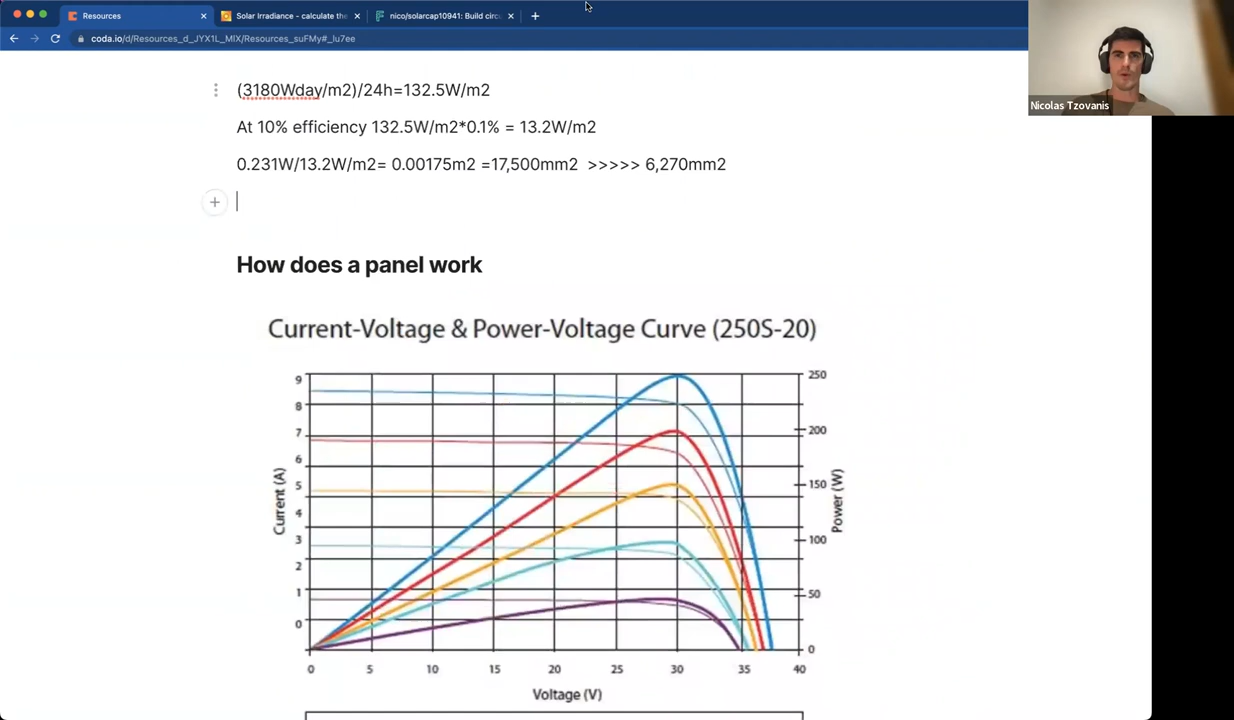 Resources
Solar Irradiance - calculate the
nico/solarcap10941: Build circ
coda.io/d/Resources_d_JYX1L_MIX/Resources_suFMy#_lu7ee
Nicolas Tzovanis
(3180Wday/m2)/24h=132.5W/m2
At 10% efficiency 132.5W/m2*0.1% = 13.2W/m2
0.231W/13.2W/m2= 0.00175m2 =17,500mm2 >>>>> 6,270mm2
How does a panel work
Current-Voltage & Power-Voltage Curve (250S-20)
9
8
7
6
5
4
3
2
1
0
Current (A)
250
200
150
100
50
0
Power (W)
0 5 10 15 20 25 30 35 40
Voltage (V)